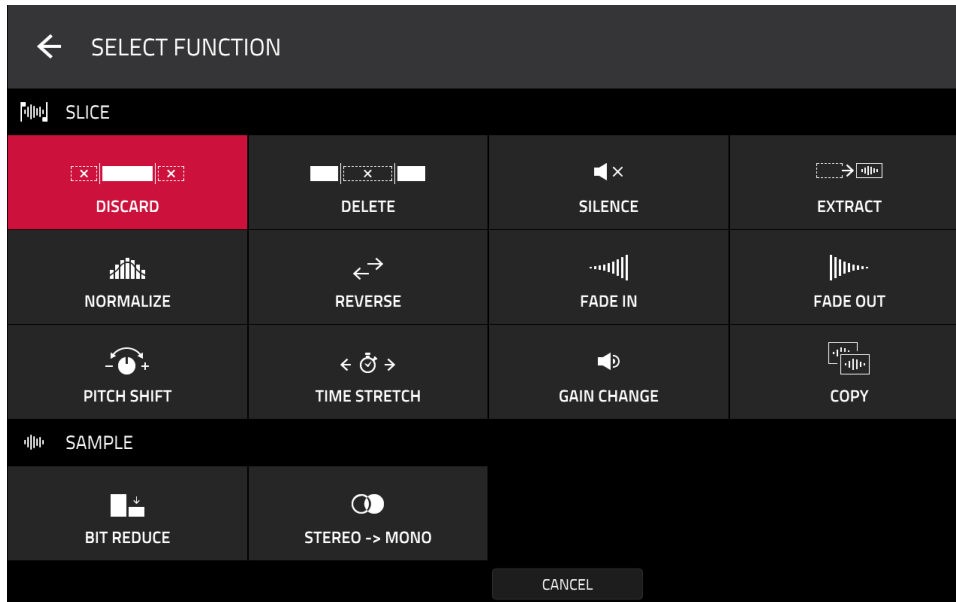 SELECT FUNCTION
SLICE
DISCARD
DELETE
SILENCE
EXTRACT
NORMALIZE
REVERSE
FADE IN
FADE OUT
PITCH SHIFT
TIME STRETCH
GAIN CHANGE
COPY
SAMPLE
BIT REDUCE
STEREO -> MONO
CANCEL